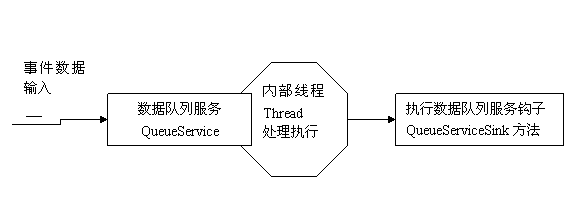 事件数据
输入
数据队列服务
QueueService
内部线程
Thread
处理执行
执行数据队列服务钩子
QueueServiceSink 方法